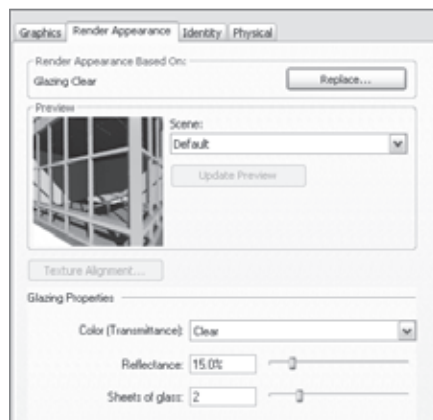 Graphics Render Appearance Identity Physical
Render Appearance Based On:
Glazing Clear Replace...
Preview
Scene:
Default
Update Preview
Texture Alignment...
Glazing Properties
Color (Transmittance): Clear
Reflectance: 15.0%
Sheets of glass: 2